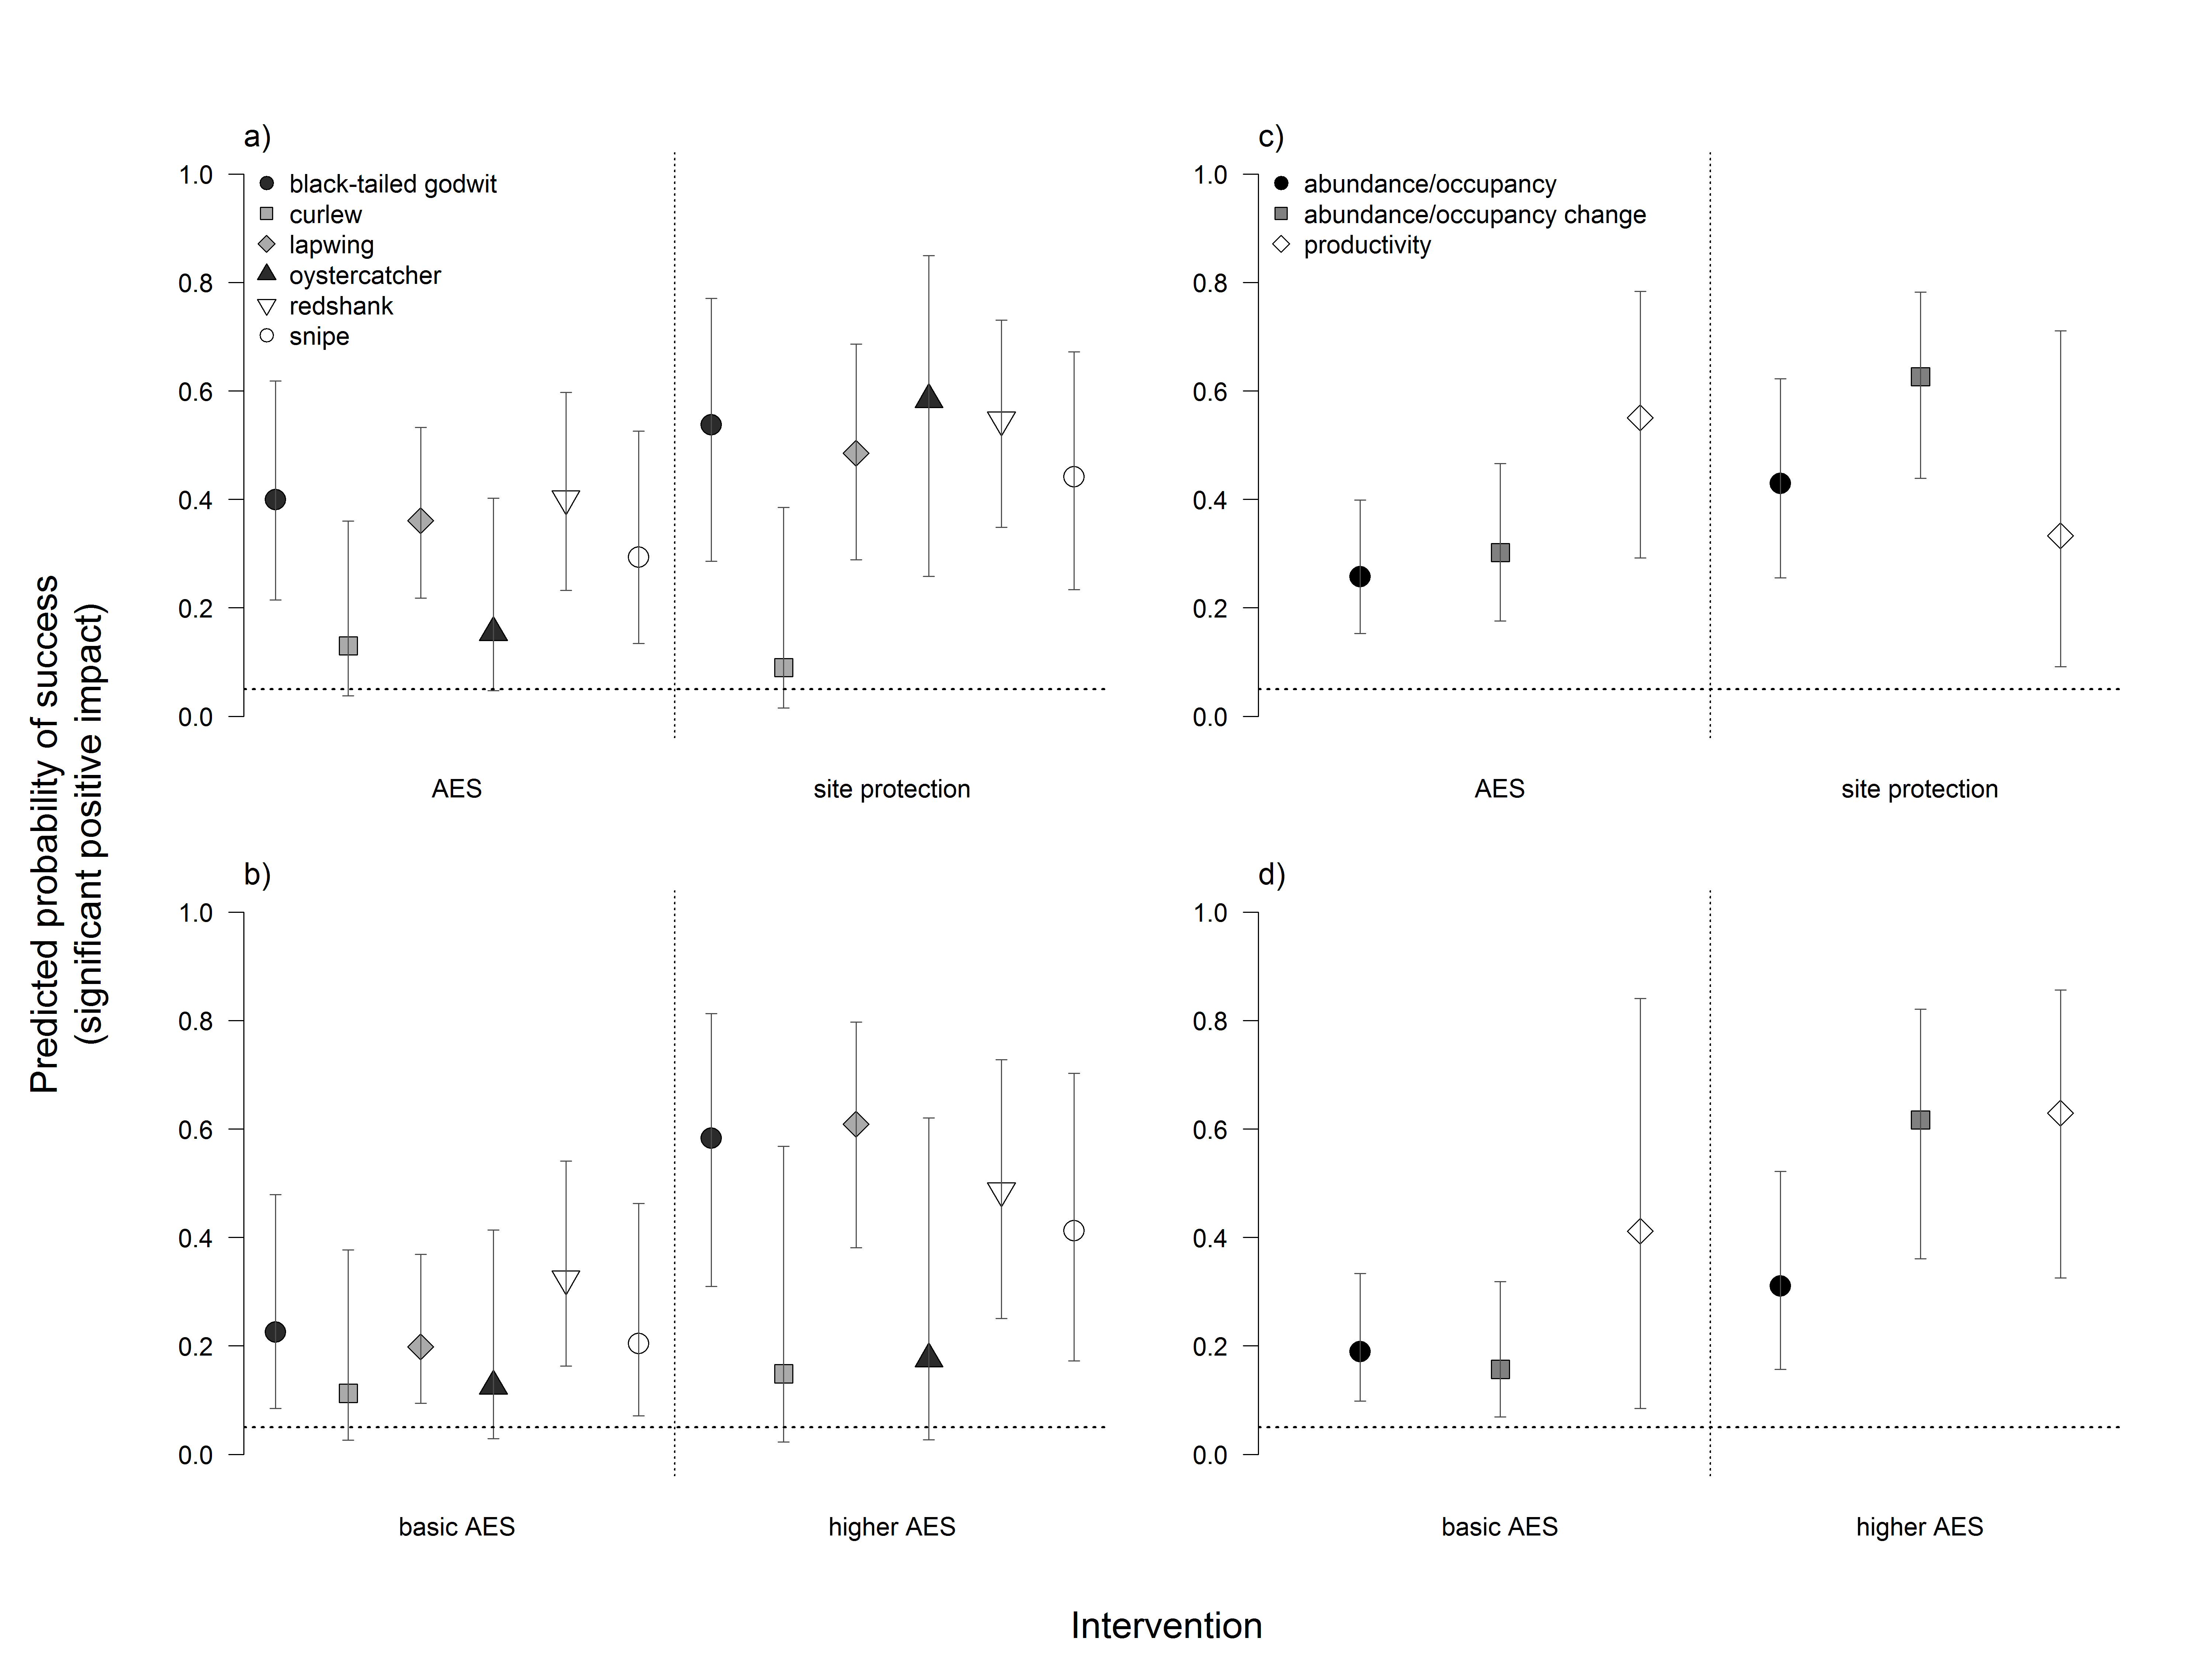 Predicted probability of success
(significant positive impact)
a)
1.0
0.8
0.6
0.4
0.2
0.0
black-tailed godwit
curlew
lapwing
oystercatcher
redshank
snipe
AES
site protection
c)
1.0
0.8
0.6
0.4
0.2
0.0
abundance/occupancy
abundance/occupancy change
productivity
AES
site protection
b)
1.0
0.8
0.6
0.4
0.2
0.0
basic AES
higher AES
d)
1.0
0.8
0.6
0.4
0.2
0.0
basic AES
higher AES
Intervention